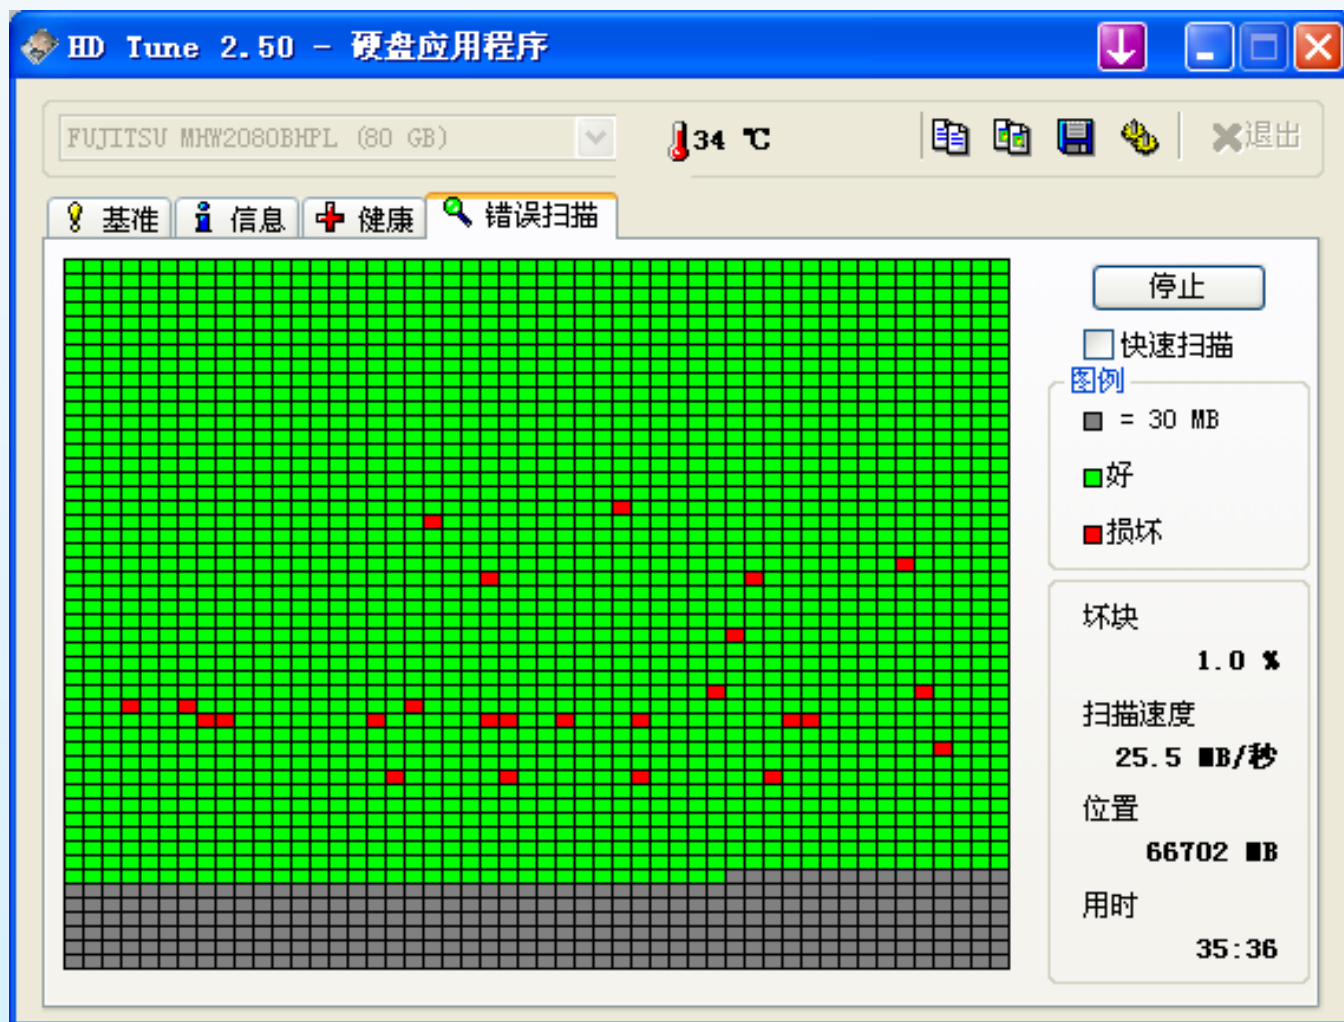 HD Tune 2.50 - 硬盘应用程序
FUJITSU MHW2080BHPL (80 GB)
34 ℃
退出
基准 信息 健康 错误扫描
停止
快速扫描
图例
= 30 MB
好
损坏
坏块
1.0 %
扫描速度
25.5 MB/秒
位置
66702 MB
用时
35:36